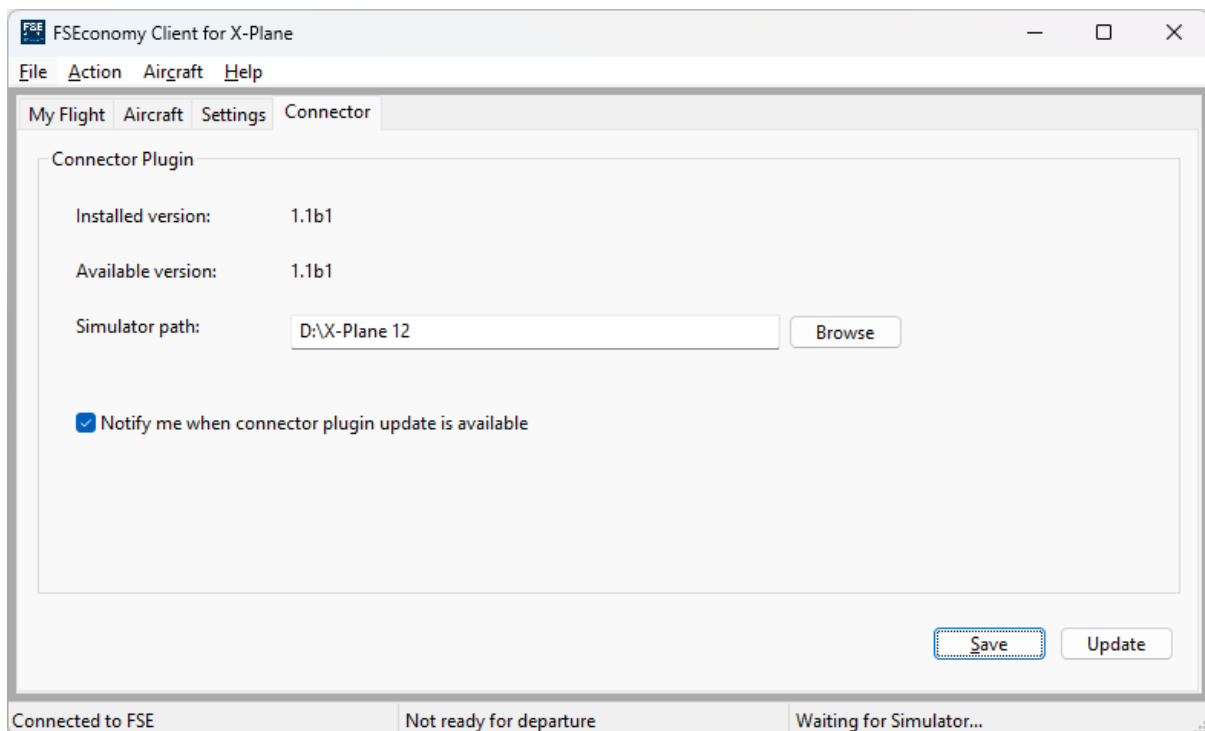 FSE FSEconomy Client for X-Plane
File Action Aircraft Help
My Flight Aircraft Settings Connector
Connector Plugin
Installed version: 1.1b1
Available version: 1.1b1
Simulator path: D:\X-Plane 12 Browse
Notify me when connector plugin update is available
Save Update
Connected to FSE Not ready for departure Waiting for Simulator...